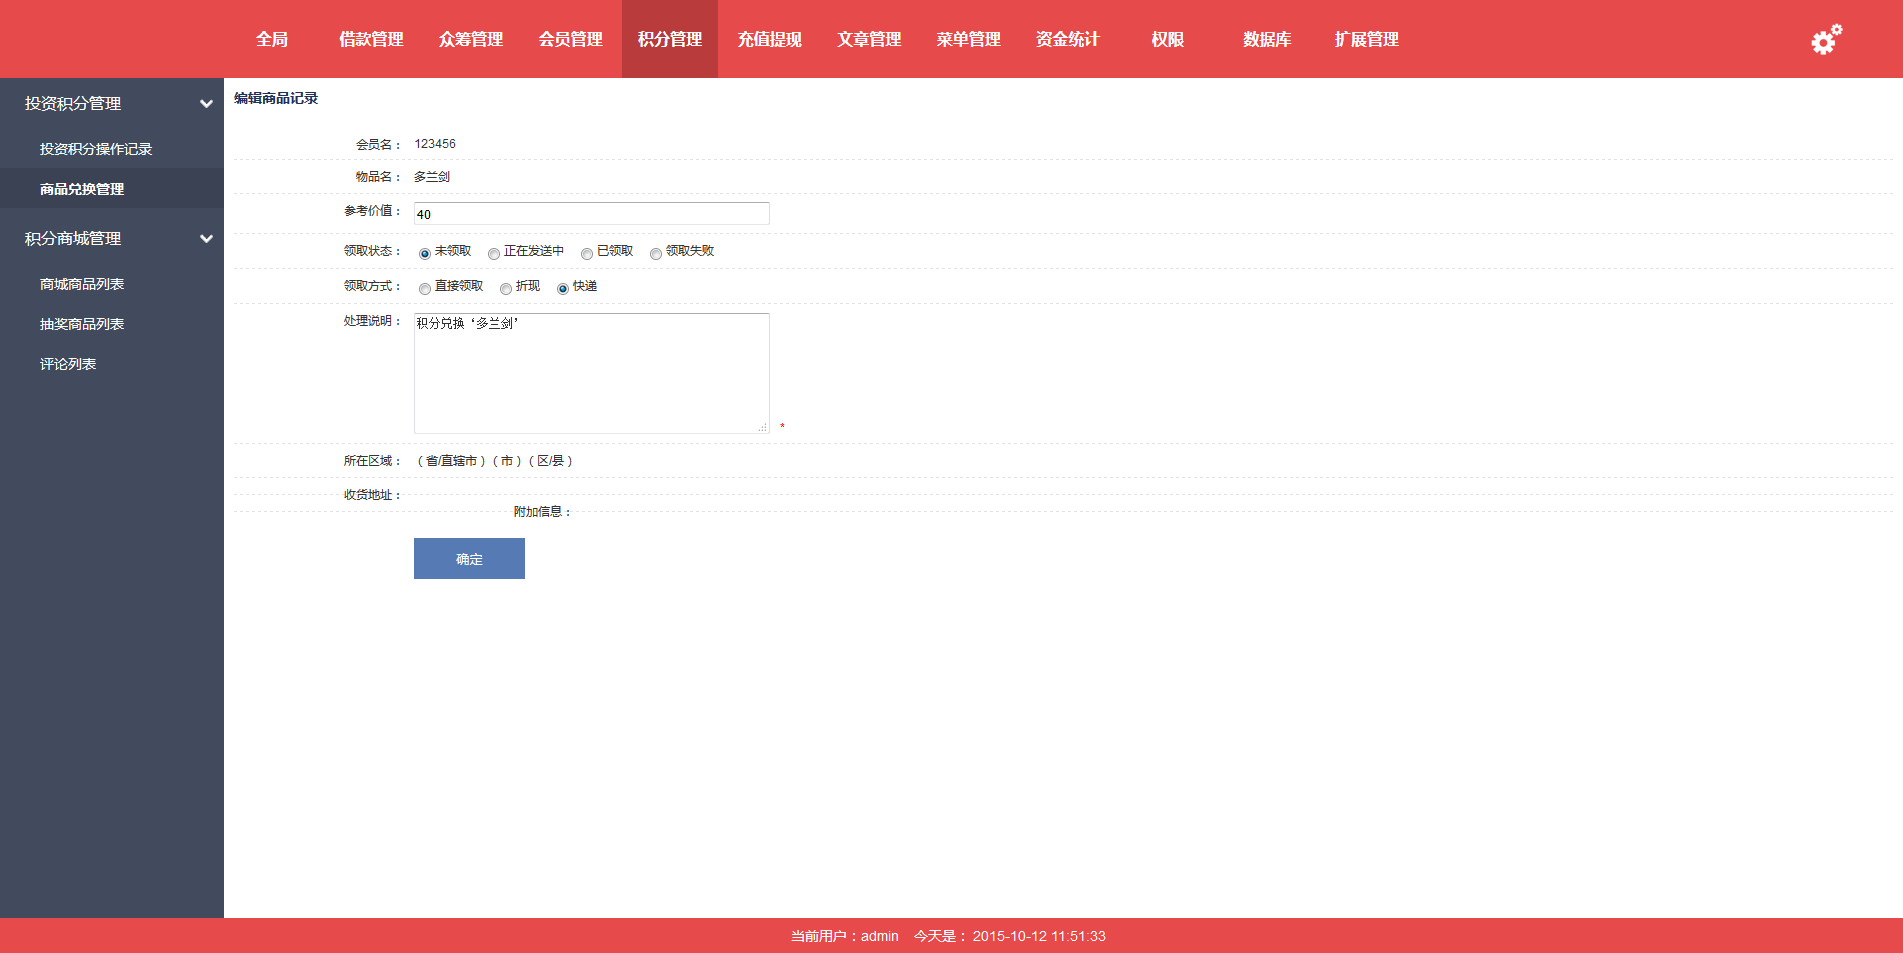 全局 借款管理 众筹管理 会员管理 积分管理 充值提现 文章管理 菜单管理 资金统计 权限 数据库 扩展管理
投资积分管理
投资积分操作记录
商品兑换管理
积分商城管理
商城商品列表
抽奖商品列表
评论列表
编辑商品记录
会员名： 123456
物品名： 多兰剑
参考价值： 40
领取状态： 未领取 正在发送中 已领取 领取失败
领取方式： 直接领取 折现 快递
处理说明： 积分兑换‘多兰剑’
*
所在区域： （省/直辖市）（市）（区/县）
收货地址：
附加信息：
确定
当前用户：admin 今天是： 2015-10-12 11:51:33